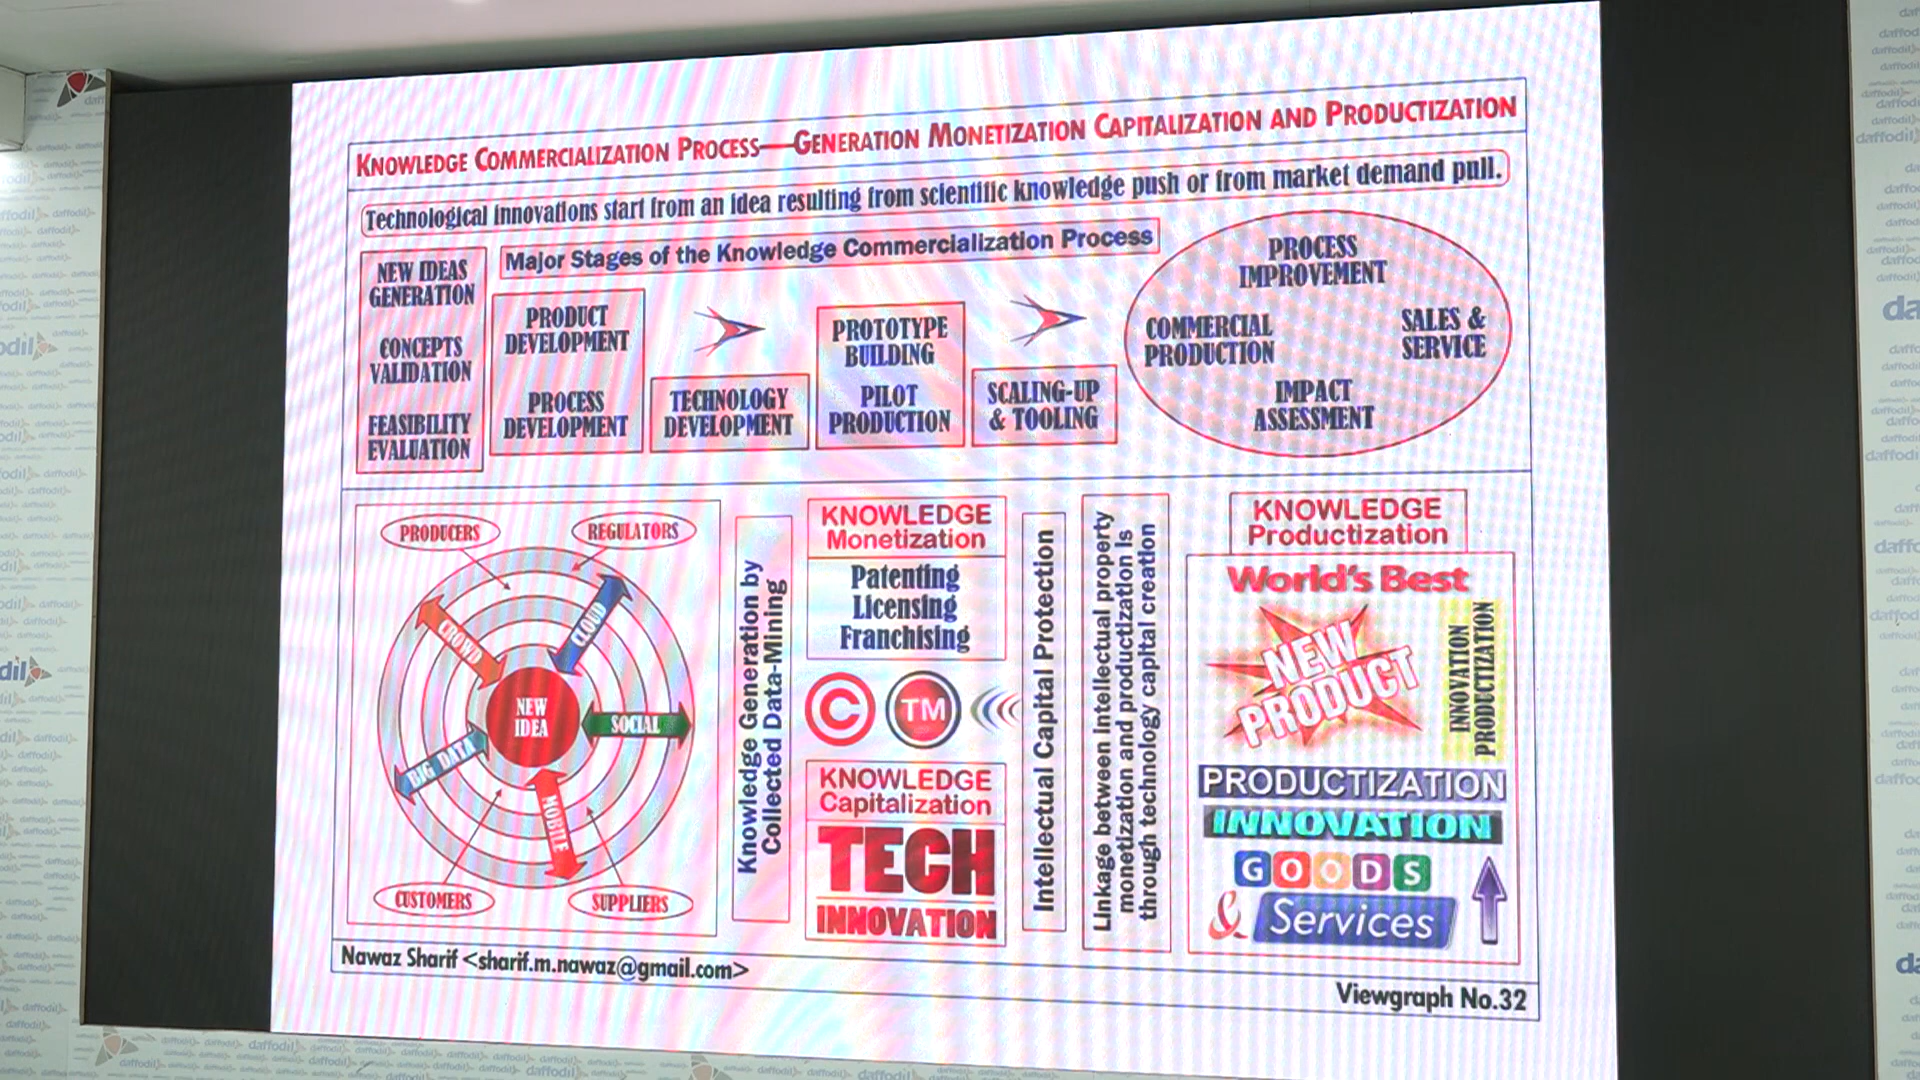 KNOWLEDGE COMMERCIALIZATION PROCESS—GENERATION MONETIZATION CAPITALIZATION AND PRODUCTIZATION
Technological innovations start from an idea resulting from scientific knowledge push or from market demand pull.
Major Stages of the Knowledge Commercialization Process
NEW IDEAS
GENERATION
CONCEPTS
VALIDATION
FEASIBILITY
EVALUATION
PRODUCT
DEVELOPMENT
PROCESS
DEVELOPMENT
TECHNOLOGY
DEVELOPMENT
PROTOTYPE
BUILDING
PILOT
PRODUCTION
SCALING-UP
& TOOLING
PROCESS
IMPROVEMENT
COMMERCIAL
PRODUCTION
SALES &
SERVICE
IMPACT
ASSESSMENT
PRODUCERS
REGULATORS
CROWD
CLOUD
NEW
IDEA
SOCIAL
BIG DATA
MOBILE
CUSTOMERS
SUPPLIERS
Knowledge Generation by
Collected Data-Mining
KNOWLEDGE
Monetization
Patenting
Licensing
Franchising
©
TM
KNOWLEDGE
Capitalization
TECH
INNOVATION
Intellectual Capital Protection
Linkage between intellectual property
monetization and productization is
through technology capital creation
KNOWLEDGE
Productization
World's Best
NEW
PRODUCT
INNOVATION
PRODUCTIZATION
PRODUCTIZATION
INNOVATION
GOODS
& Services
Nawaz Sharif <sharif.m.nawaz@gmail.com>
Viewgraph No.32
daffodil